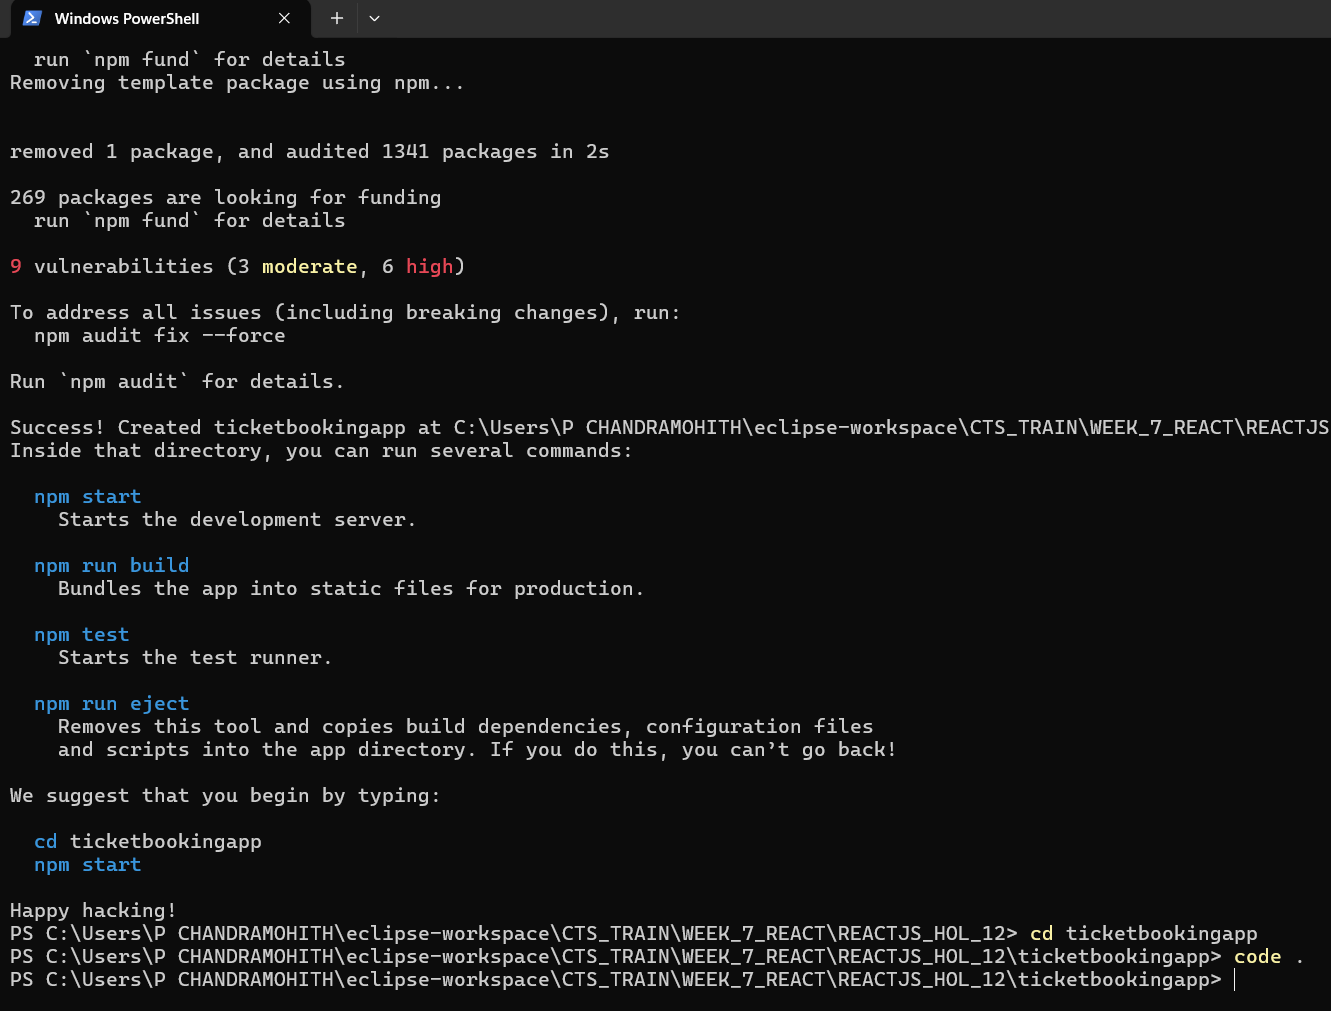 Windows PowerShell
run `npm fund` for details
Removing template package using npm...
removed 1 package, and audited 1341 packages in 2s
269 packages are looking for funding
run `npm fund` for details
9 vulnerabilities (3 moderate, 6 high)
To address all issues (including breaking changes), run:
npm audit fix --force
Run `npm audit` for details.
Success! Created ticketbookingapp at C:\Users\P CHANDRAMOHITH\eclipse-workspace\CTS_TRAIN\WEEK_7_REACT\REACTJS
Inside that directory, you can run several commands:
npm start
Starts the development server.
npm run build
Bundles the app into static files for production.
npm test
Starts the test runner.
npm run eject
Removes this tool and copies build dependencies, configuration files
and scripts into the app directory. If you do this, you can’t go back!
We suggest that you begin by typing:
cd ticketbookingapp
npm start
Happy hacking!
PS C:\Users\P CHANDRAMOHITH\eclipse-workspace\CTS_TRAIN\WEEK_7_REACT\REACTJS_HOL_12> cd ticketbookingapp
PS C:\Users\P CHANDRAMOHITH\eclipse-workspace\CTS_TRAIN\WEEK_7_REACT\REACTJS_HOL_12\ticketbookingapp> code .
PS C:\Users\P CHANDRAMOHITH\eclipse-workspace\CTS_TRAIN\WEEK_7_REACT\REACTJS_HOL_12\ticketbookingapp>